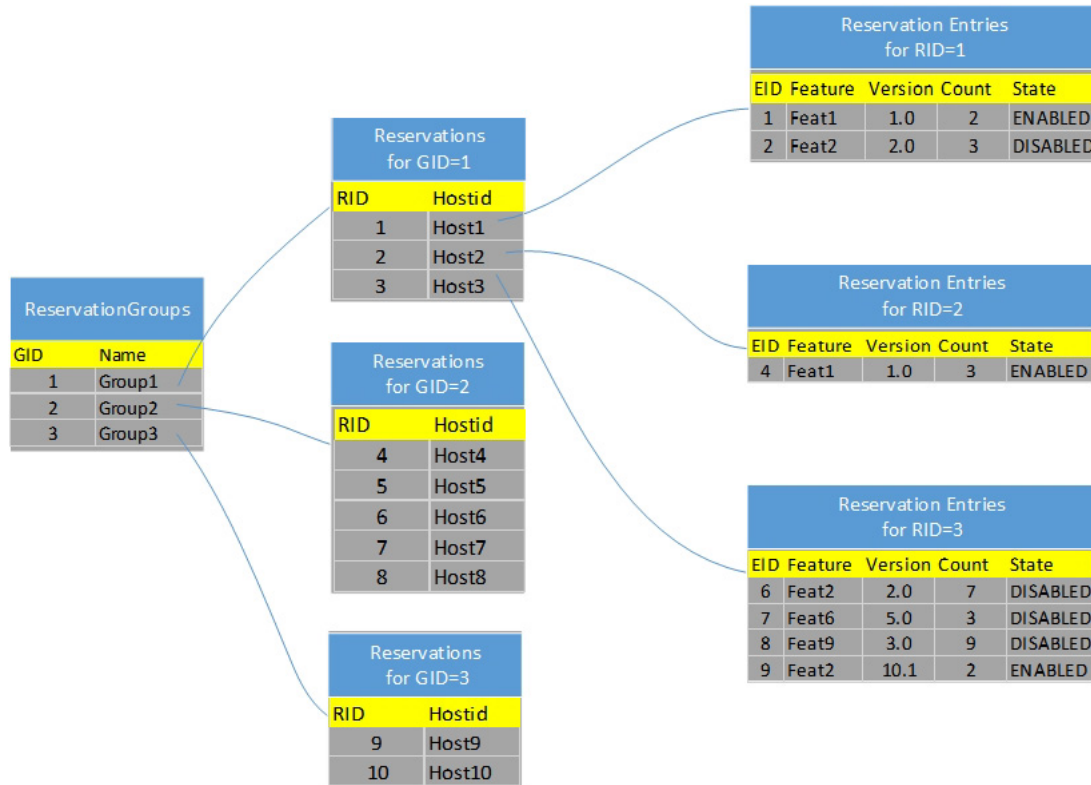 ReservationGroups
GID Name
1 Group1
2 Group2
3 Group3
Reservations
for GID=1
RID Hostid
1 Host1
2 Host2
3 Host3
Reservations
for GID=2
RID Hostid
4 Host4
5 Host5
6 Host6
7 Host7
8 Host8
Reservations
for GID=3
RID Hostid
9 Host9
10 Host10
Reservation Entries
for RID=1
EID Feature Version Count State
1 Feat1 1.0 2 ENABLED
2 Feat2 2.0 3 DISABLED
Reservation Entries
for RID=2
EID Feature Version Count State
4 Feat1 1.0 3 ENABLED
Reservation Entries
for RID=3
EID Feature Version Count State
6 Feat2 2.0 7 DISABLED
7 Feat6 5.0 3 DISABLED
8 Feat9 3.0 9 DISABLED
9 Feat2 10.1 2 ENABLED